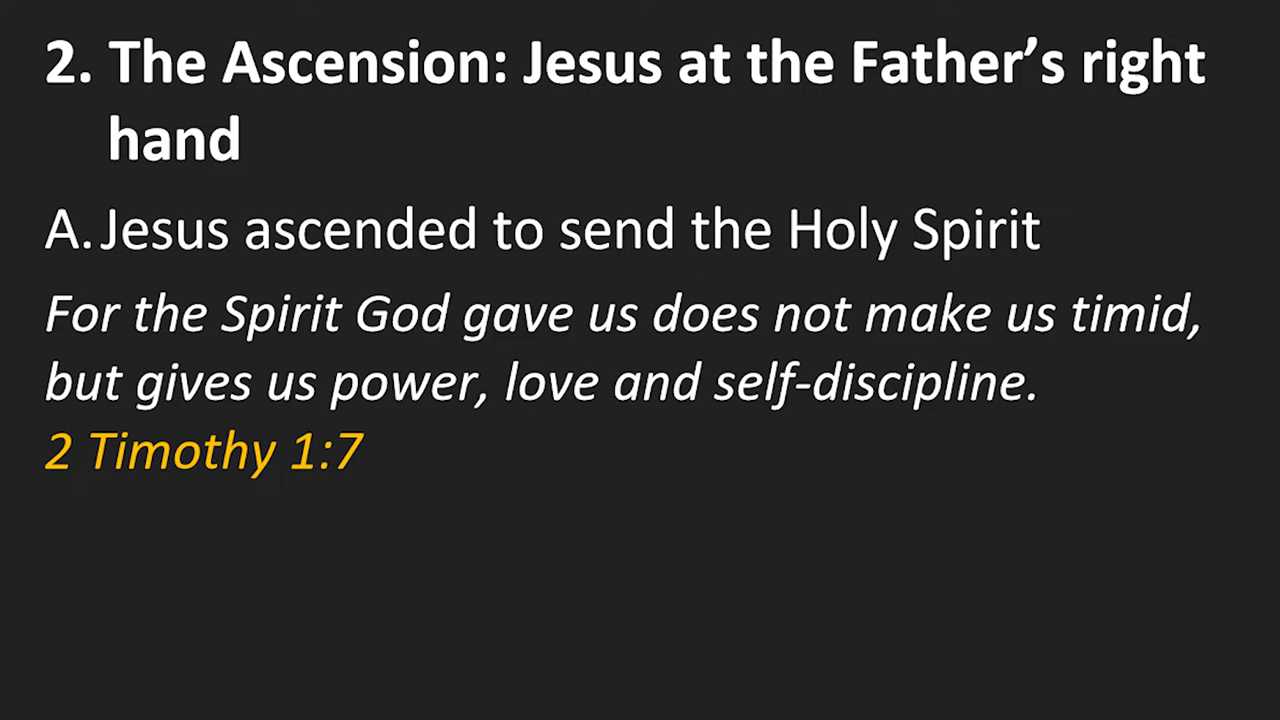 2. The Ascension: Jesus at the Father’s right
hand
A. Jesus ascended to send the Holy Spirit
For the Spirit God gave us does not make us timid,
but gives us power, love and self-discipline.
2 Timothy 1:7